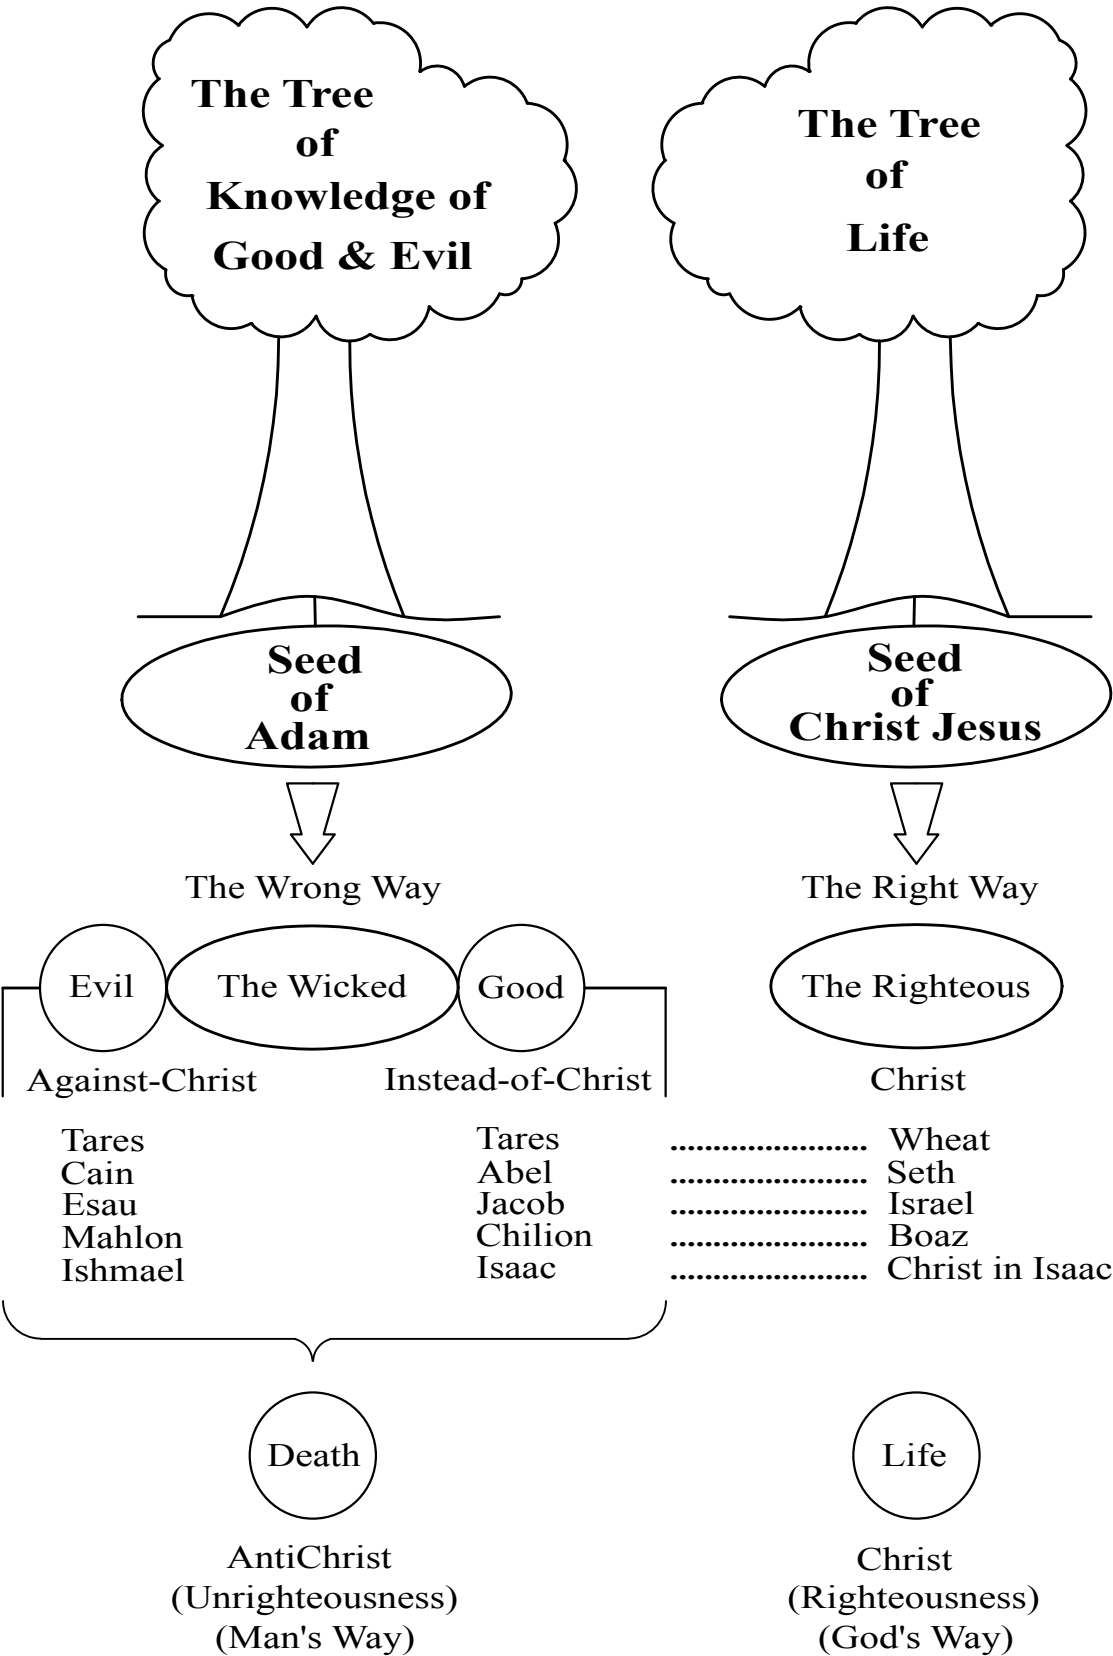 The Tree
of
Knowledge of
Good & Evil
The Tree
of
Life
Seed
of
Adam
Seed
of
Christ Jesus
The Wrong Way
The Right Way
Evil
The Wicked
Good
The Righteous
Against-Christ
Instead-of-Christ
Christ
Tares Tares ....................... Wheat
Cain Abel ....................... Seth
Esau Jacob ....................... Israel
Mahlon Chilion ....................... Boaz
Ishmael Isaac ....................... Christ in Isaac
Death
Life
AntiChrist
(Unrighteousness)
(Man's Way)
Christ
(Righteousness)
(God's Way)